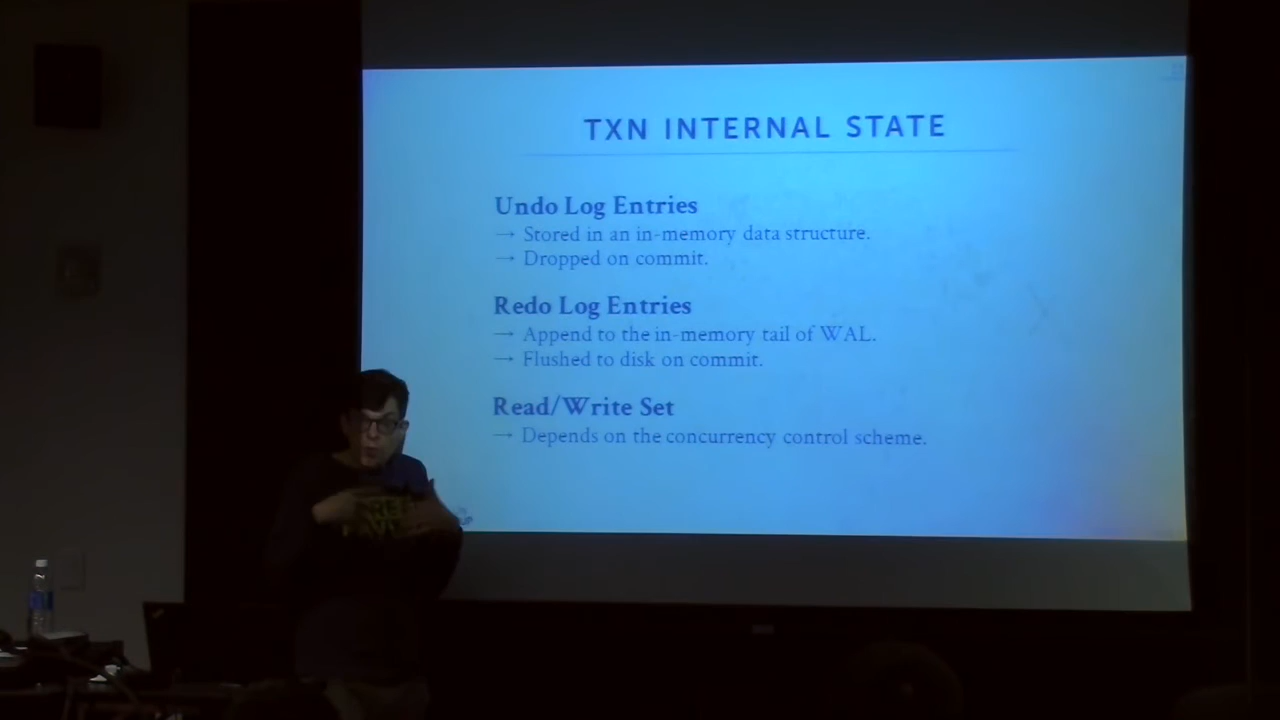 TXN INTERNAL STATE
Undo Log Entries
→ Stored in an in-memory data structure.
→ Dropped on commit.
Redo Log Entries
→ Append to the in-memory tail of WAL.
→ Flushed to disk on commit.
Read/Write Set
→ Depends on the concurrency control scheme.